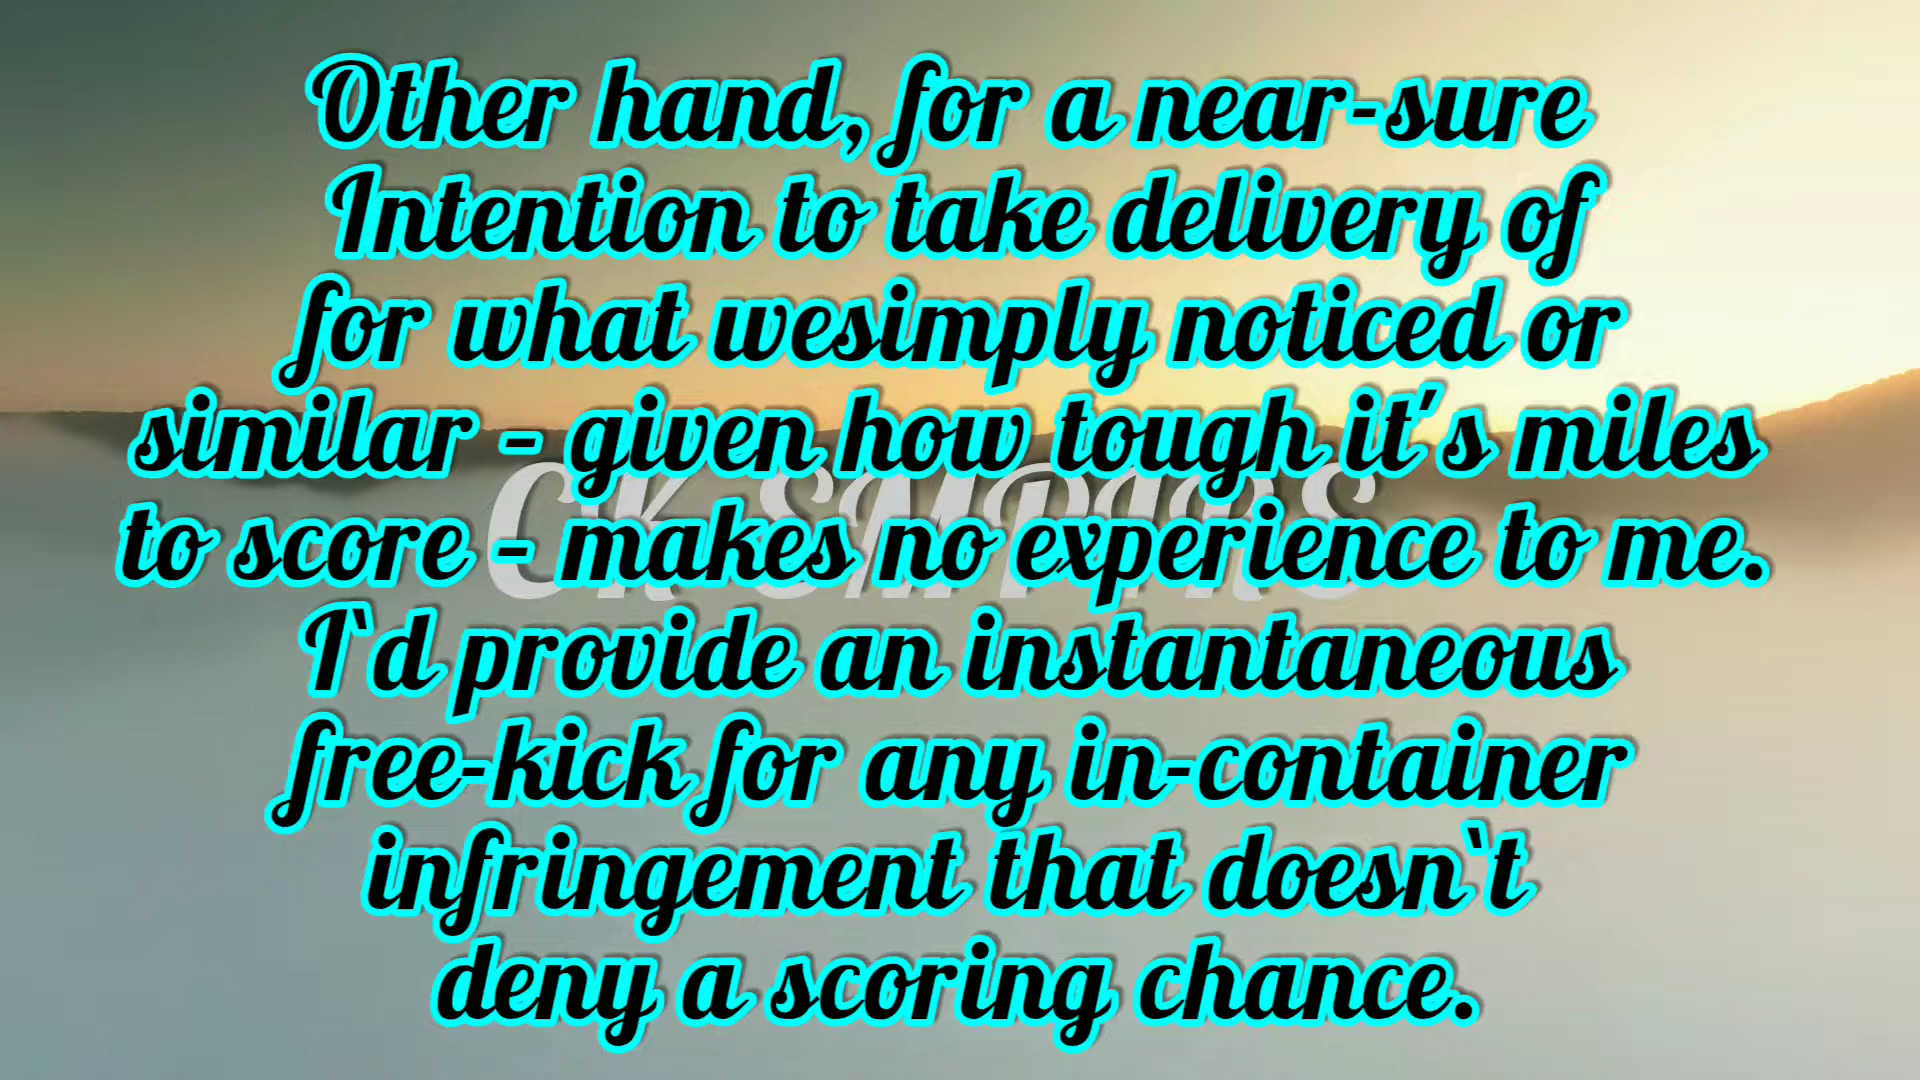 Other hand, for a near-sure
Intention to take delivery of
for what wesimply noticed or
similar - given how tough it's miles
to score - makes no experience to me.
I`d provide an instantaneous
free-kick for any in-container
infringement that doesn`t
deny a scoring chance.